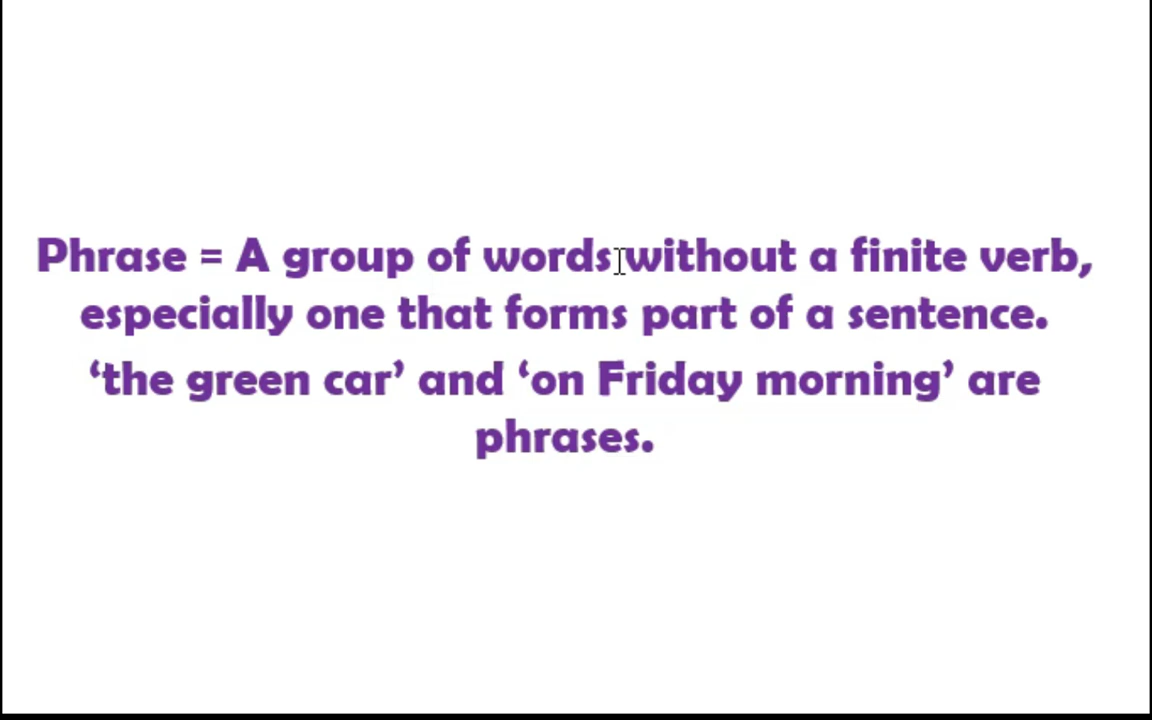 Phrase = A group of words without a finite verb,
especially one that forms part of a sentence.
‘the green car’ and ‘on Friday morning’ are
phrases.